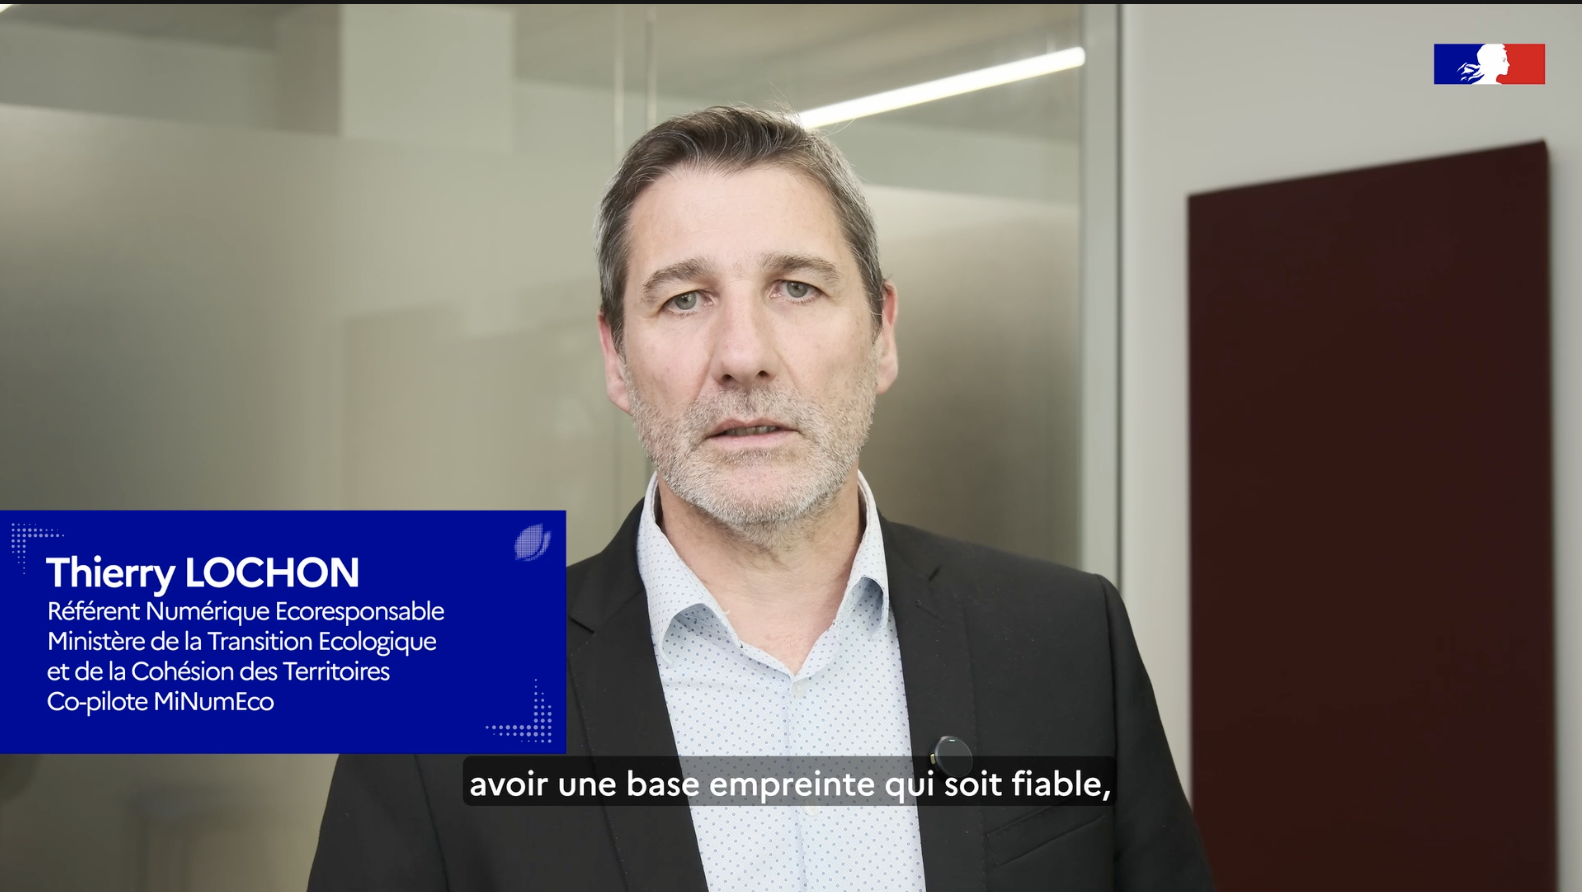 Thierry LOCHON
Référent Numérique Ecoresponsable
Ministère de la Transition Ecologique
et de la Cohésion des Territoires
Co-pilote MiNumEco
avoir une base empreinte qui soit fiable,